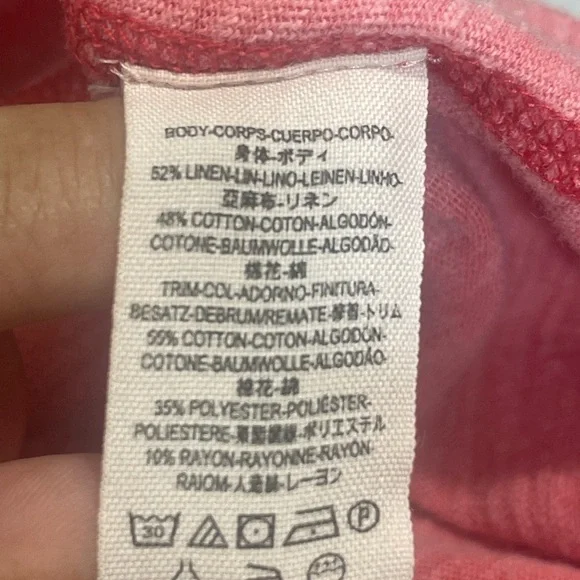 BODY-CORPS-CUERPO-CORPO-
身体-ボディ
52% LINEN-LIN-LINO-LEINEN-LINHO-
亞麻布-リネン
48% COTTON-COTON-ALGODÓN-
COTONE-BAUMWOLLE-ALGODÃO-
棉花-綿
TRIM-COL-ADORNO-FINITURA-
BESATZ-DEBRUM/REMATE-摩着-トリム
55% COTTON-COTON-ALGODÓN-
COTONE-BAUMWOLLE-ALGODÃO-
棉花-綿
35% POLYESTER-POLIÉSTER-
POLIESTERE-聚酯纖維-ポリエステル
10% RAYON-RAYONNE-RAYON-
RAIOM-人造絲-レーヨン
30 P